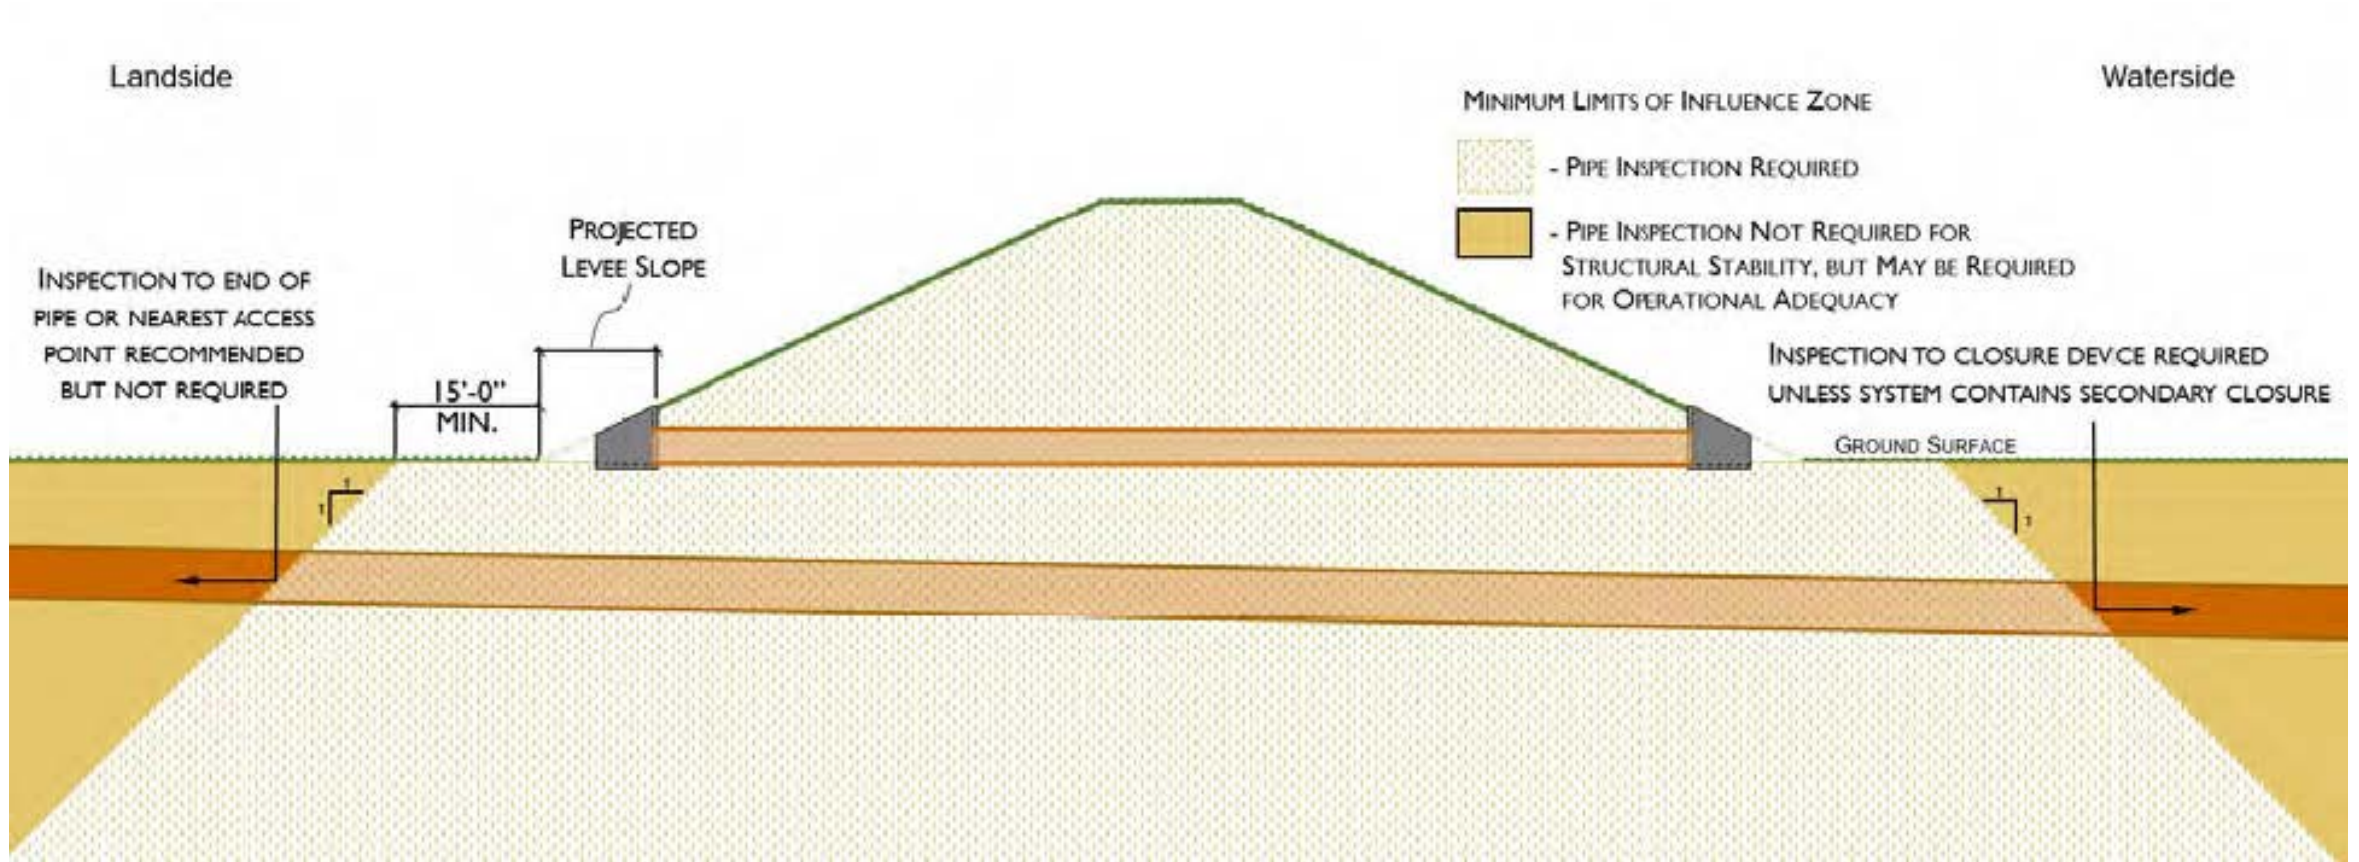 Landside
Waterside
MINIMUM LIMITS OF INFLUENCE ZONE
- PIPE INSPECTION REQUIRED
- PIPE INSPECTION NOT REQUIRED FOR
STRUCTURAL STABILITY, BUT MAY BE REQUIRED
FOR OPERATIONAL ADEQUACY
PROJECTED
LEVEE SLOPE
INSPECTION TO END OF
PIPE OR NEAREST ACCESS
POINT RECOMMENDED
BUT NOT REQUIRED
15'-0"
MIN.
INSPECTION TO CLOSURE DEVCE REQUIRED
UNLESS SYSTEM CONTAINS SECONDARY CLOSURE
GROUND SURFACE
1
1
1
1